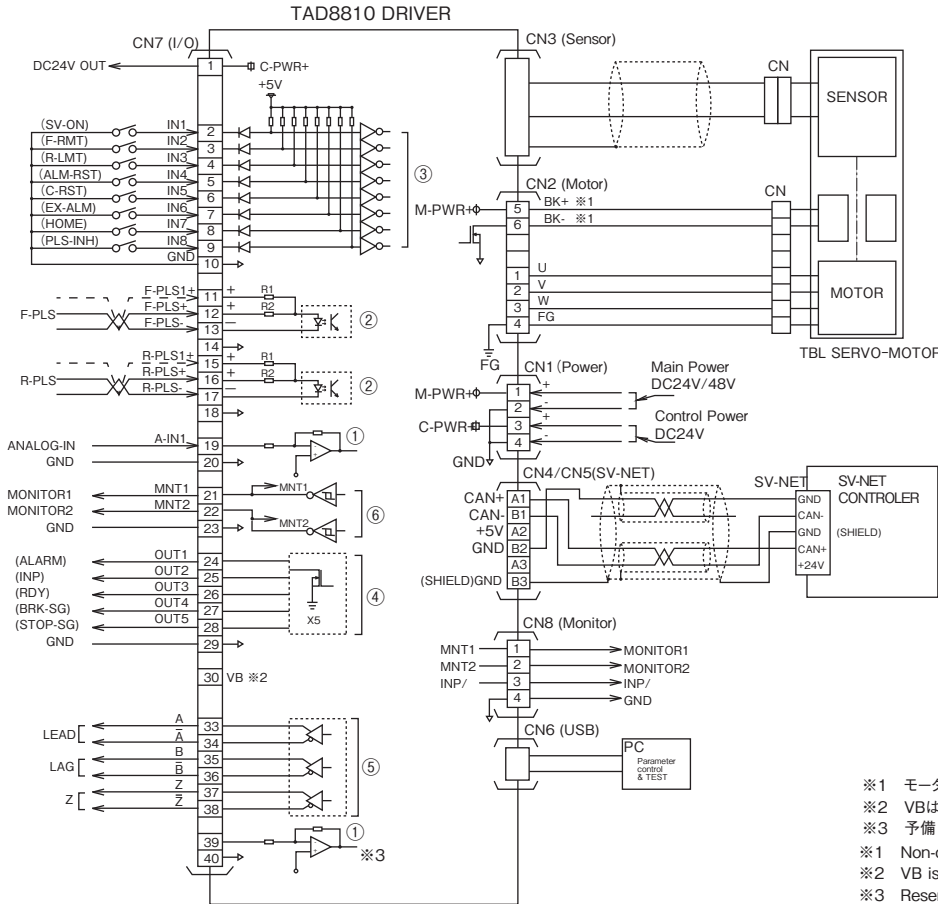 TAD8810 DRIVER
CN7 (I/O)
DC24V OUT
1
C-PWR+
+5V
(SV-ON) IN1 2
(F-RMT) IN2 3
(R-LMT) IN3 4
(ALM-RST) IN4 5
(C-RST) IN5 6
(EX-ALM) IN6 7
(HOME) IN7 8
(PLS-INH) IN8 9
GND 10
③
F-PLS
F-PLS1+ 11 + R1
F-PLS+ 12 + R2
F-PLS- 13 −
②
14
R-PLS
R-PLS1+ 15 + R1
R-PLS+ 16 + R2
R-PLS- 17 −
②
18
ANALOG-IN A-IN1 19
①
GND 20
MONITOR1 MNT1 21 MNT1
MONITOR2 MNT2 22 MNT2
GND 23
⑥
(ALARM) OUT1 24
(INP) OUT2 25
(RDY) OUT3 26
(BRK-SG) OUT4 27
(STOP-SG) OUT5 28
GND 29
X5
④
30 VB ※2
LEAD
A 33
A̅ 34
LAG
B 35
B̅ 36
Z
Z 37
Z̅ 38
⑤
39
①
※3
40
CN3 (Sensor)
CN
SENSOR
CN2 (Motor)
CN
M-PWR+ 5 BK+ ※1
6 BK- ※1
1 U
2 V
3 W
4 FG
FG
MOTOR
TBL SERVO-MOTOR
CN1 (Power)
M-PWR+ 1 +
2 -
Main Power
DC24V/48V
C-PWR+ 3 +
4 -
Control Power
DC24V
GND
CN4/CN5(SV-NET)
CAN+ A1
CAN- B1
+5V A2
GND B2
A3
(SHIELD)GND B3
SV-NET
SV-NET
CONTROLER
GND
CAN-
GND (SHIELD)
CAN+
+24V
CN8 (Monitor)
MNT1 1 MONITOR1
MNT2 2 MONITOR2
INP/ 3 INP/
4 GND
CN6 (USB)
PC
Parameter
control
& TEST
※1 モータ
※2 VBは
※3 予備
※1 Non-
※2 VB is
※3 Rese